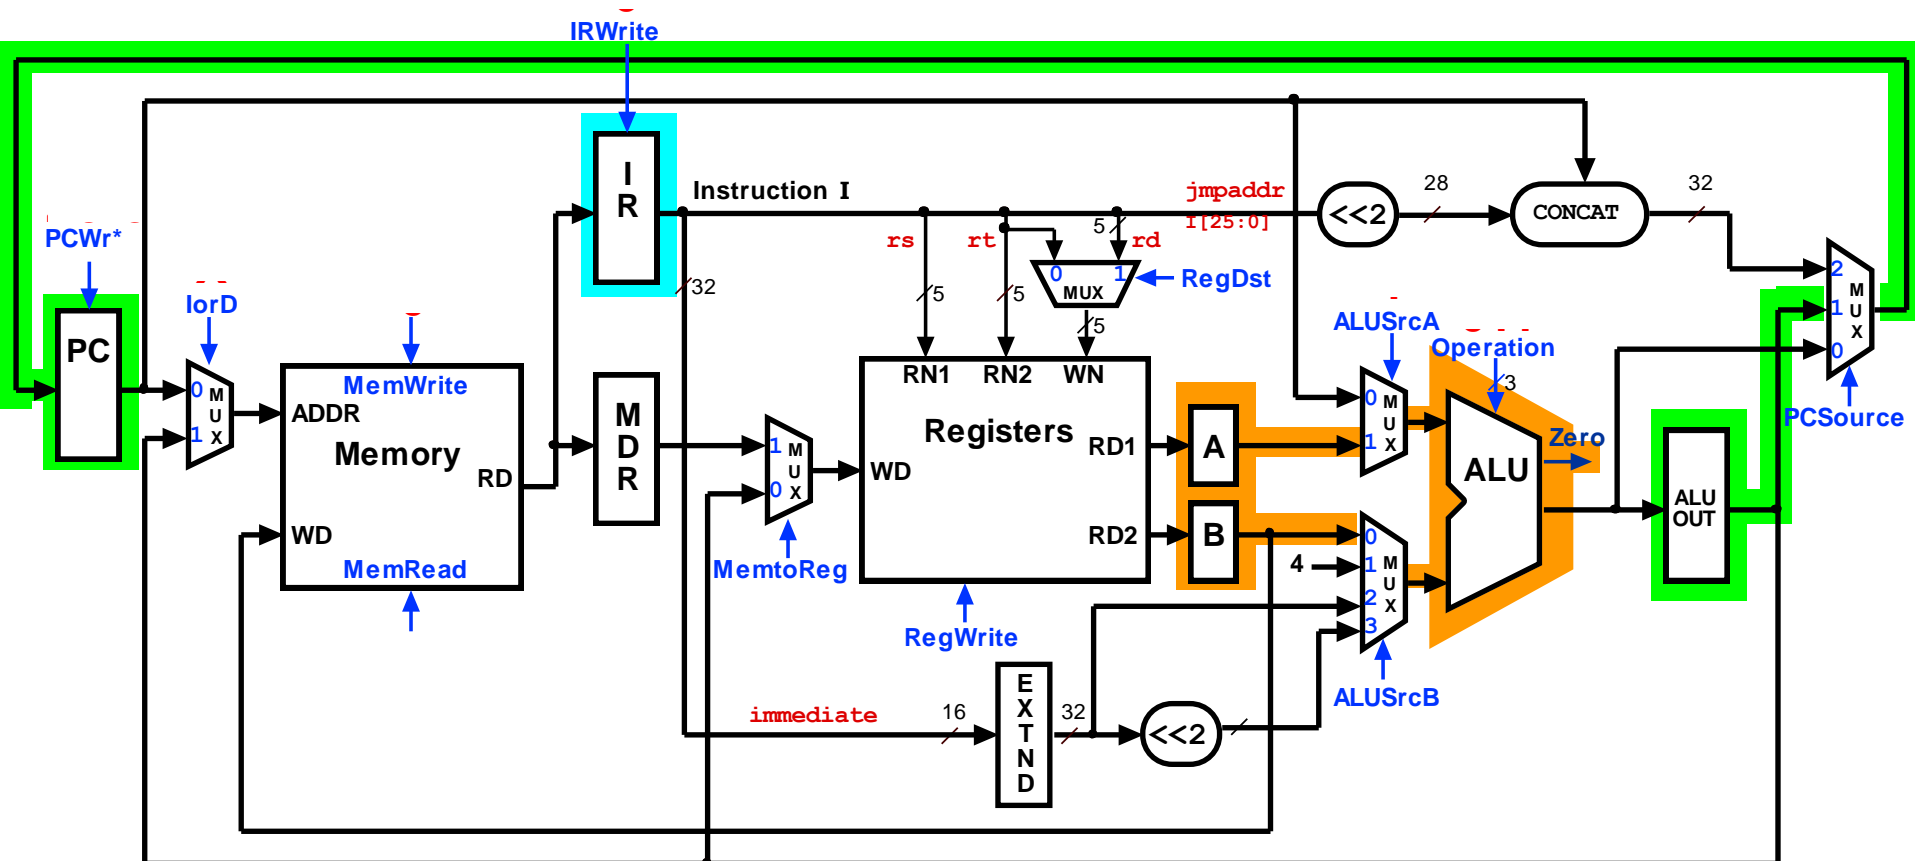 IRWrite
I
R
Instruction I
jmpaddr
I[25:0]
<<2
28
CONCAT
32
rs
rt
5
rd
32
5
5
0
1
MUX
RegDst
5
PCWr*
PC
IorD
0
1
M
U
X
MemWrite
ADDR
Memory
RD
WD
MemRead
M
D
R
1
0
M
U
X
MemtoReg
RN1
RN2
WN
Registers
RD1
WD
RD2
RegWrite
A
B
ALUSrcA
0
1
M
U
X
4
0
1
2
3
M
U
X
ALUSrcB
Operation
3
Zero
ALU
ALU
OUT
2
1
0
M
U
X
PCSource
immediate
16
E
X
T
N
D
32
<<2